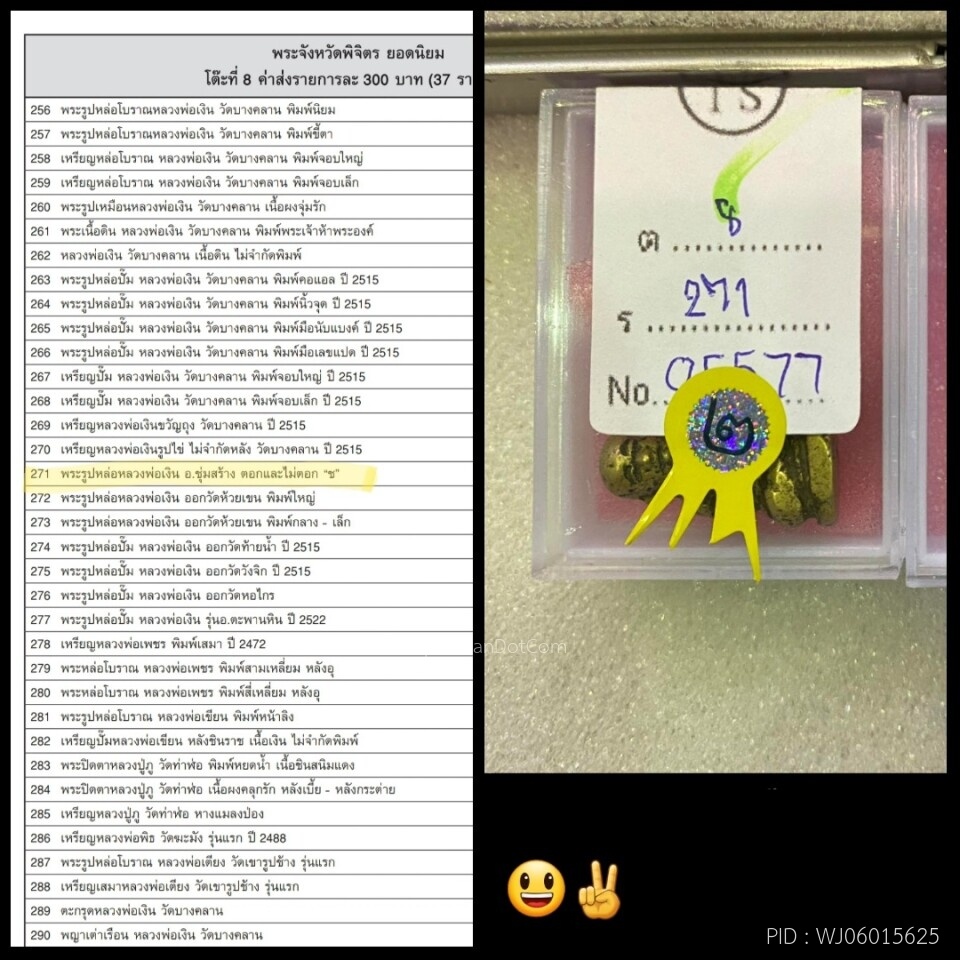 พระจังหวัดพิจิตร ยอดนิยม
โต๊ะที่ 8 ค่าส่งรายการละ 300 บาท (37 รา
256 พระรูปหล่อโบราณหลวงพ่อเงิน วัดบางคลาน พิมพ์นิยม
257 พระรูปหล่อโบราณหลวงพ่อเงิน วัดบางคลาน พิมพ์ขี้ตา
258 เหรียญหล่อโบราณ หลวงพ่อเงิน วัดบางคลาน พิมพ์จอบใหญ่
259 เหรียญหล่อโบราณ หลวงพ่อเงิน วัดบางคลาน พิมพ์จอบเล็ก
260 พระรูปเหมือนหลวงพ่อเงิน วัดบางคลาน เนื้อผงจุ่มรัก
261 พระเนื้อดิน หลวงพ่อเงิน วัดบางคลาน พิมพ์พระเจ้าห้าพระองค์
262 หลวงพ่อเงิน วัดบางคลาน เนื้อดิน ไม่จำกัดพิมพ์
263 พระรูปหล่อปั๊ม หลวงพ่อเงิน วัดบางคลาน พิมพ์คอแอล ปี 2515
264 พระรูปหล่อปั๊ม หลวงพ่อเงิน วัดบางคลาน พิมพ์นิ้วจุด ปี 2515
265 พระรูปหล่อปั๊ม หลวงพ่อเงิน วัดบางคลาน พิมพ์มือนับแบงค์ ปี 2515
266 พระรูปหล่อปั๊ม หลวงพ่อเงิน วัดบางคลาน พิมพ์มือเลขแปด ปี 2515
267 เหรียญปั๊ม หลวงพ่อเงิน วัดบางคลาน พิมพ์จอบใหญ่ ปี 2515
268 เหรียญปั๊ม หลวงพ่อเงิน วัดบางคลาน พิมพ์จอบเล็ก ปี 2515
269 เหรียญหลวงพ่อเงินขวัญถุง วัดบางคลาน ปี 2515
270 เหรียญหลวงพ่อเงินรูปไข่ ไม่จำกัดหลัง วัดบางคลาน ปี 2515
271 พระรูปหล่อหลวงพ่อเงิน อ.ชุ่มสร้าง ตอกและไม่ตอก "ช"
272 พระรูปหล่อหลวงพ่อเงิน ออกวัดห้วยเขน พิมพ์ใหญ่
273 พระรูปหล่อหลวงพ่อเงิน ออกวัดห้วยเขน พิมพ์กลาง - เล็ก
274 พระรูปหล่อปั๊ม หลวงพ่อเงิน ออกวัดท้ายน้ำ ปี 2515
275 พระรูปหล่อปั๊ม หลวงพ่อเงิน ออกวัดวังจิก ปี 2515
276 พระรูปหล่อปั๊ม หลวงพ่อเงิน ออกวัดหอไกร
277 พระรูปหล่อปั๊ม หลวงพ่อเงิน รุ่นอ.ตะพานหิน ปี 2522
278 เหรียญหลวงพ่อเพชร พิมพ์เสมา ปี 2472
279 พระหล่อโบราณ หลวงพ่อเพชร พิมพ์สามเหลี่ยม หลังอุ
280 พระหล่อโบราณ หลวงพ่อเพชร พิมพ์สี่เหลี่ยม หลังอุ
281 พระรูปหล่อโบราณ หลวงพ่อเขียน พิมพ์หน้าลิง
282 เหรียญปั๊มหลวงพ่อเขียน หลังชินราช เนื้อเงิน ไม่จำกัดพิมพ์
283 พระปิดตาหลวงปู่ภู วัดท่าฬ่อ พิมพ์หยดน้ำ เนื้อชินสนิมแดง
284 พระปิดตาหลวงปู่ภู วัดท่าฬ่อ เนื้อผงคลุกรัก หลังเบี้ย - หลังกระด่าย
285 เหรียญหลวงปู่ภู วัดท่าฬ่อ หางแมลงป่อง
286 เหรียญหลวงพ่อพิธ วัดฆะมัง รุ่นแรก ปี 2488
287 พระรูปหล่อโบราณ หลวงพ่อเตียง วัดเขารูปช้าง รุ่นแรก
288 เหรียญเสมาหลวงพ่อเตียง วัดเขารูปช้าง รุ่นแรก
289 ตะกรุดหลวงพ่อเงิน วัดบางคลาน
290 พญาเต่าเรือน หลวงพ่อเงิน วัดบางคลาน
TS
ต 8
ร 271
No. 05577
๒
PID : WJ06015625